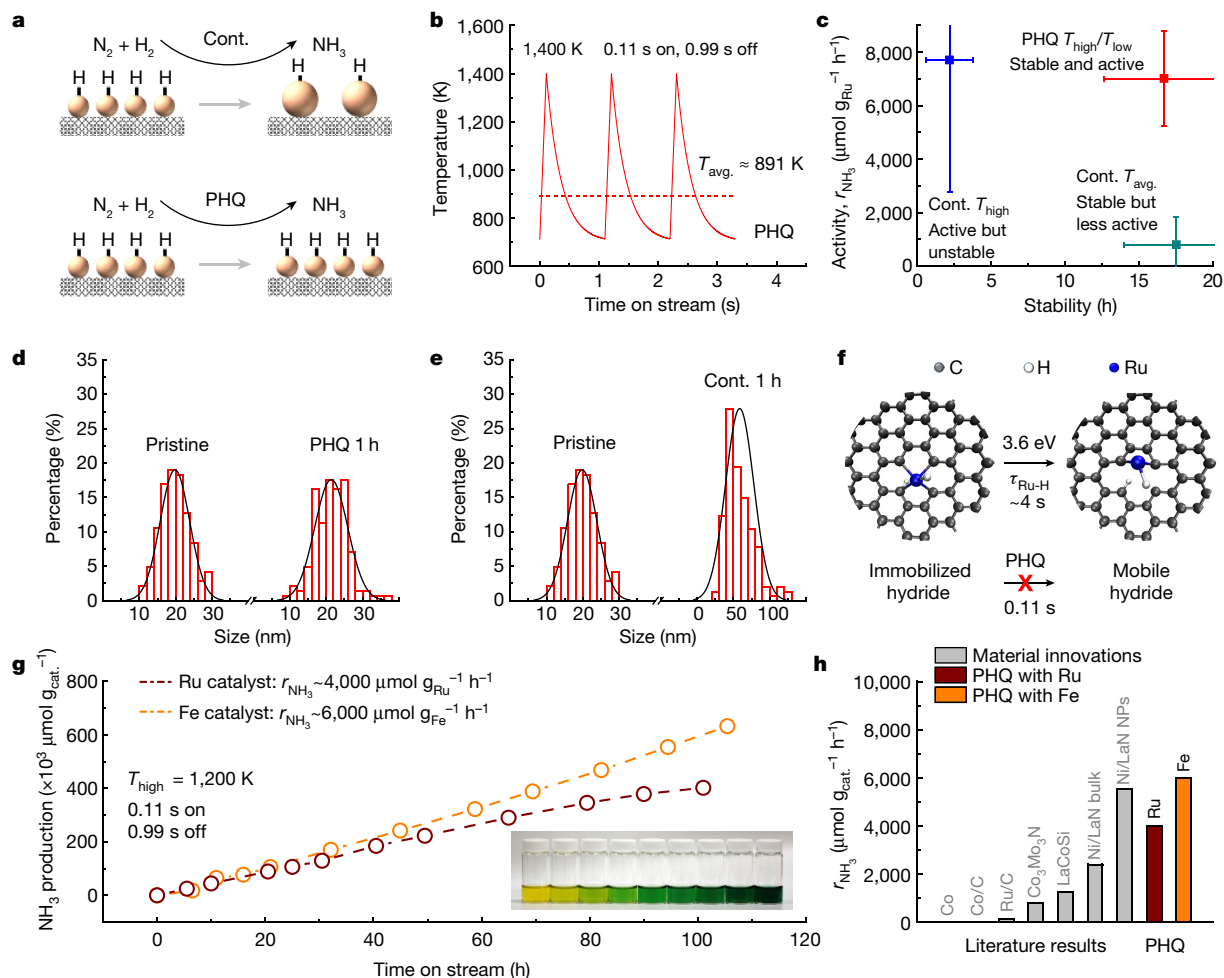 a
N₂ + H₂ Cont. NH₃
H H H H H H
N₂ + H₂ PHQ NH₃
H H H H H H H H
b
1,600
1,400
1,200
1,000
800
600
Temperature (K)
1,400 K 0.11 s on, 0.99 s off
Tavg. ≈ 891 K
PHQ
0 1 2 3 4
Time on stream (s)
c
8,000
6,000
4,000
2,000
0
Activity, rNH₃ (μmol gRu⁻¹ h⁻¹)
PHQ Thigh/Tlow
Stable and active
Cont. Tavg.
Stable but
less active
Cont. Thigh
Active but
unstable
0 5 10 15 20
Stability (h)
d
35
30
25
20
15
10
5
0
Percentage (%)
Pristine
PHQ 1 h
10 20 30 10 20 30
Size (nm)
e
35
30
25
20
15
10
5
0
Percentage (%)
Pristine
Cont. 1 h
10 20 30 0 50 100
Size (nm)
f
C H Ru
3.6 eV
τRu-H
~4 s
Immobilized
hydride
PHQ
X
0.11 s
Mobile
hydride
g
800
600
400
200
0
NH₃ production (×10³ μmol gcat.⁻¹)
Ru catalyst: rNH₃~4,000 μmol gRu⁻¹ h⁻¹
Fe catalyst: rNH₃~6,000 μmol gFe⁻¹ h⁻¹
Thigh = 1,200 K
0.11 s on
0.99 s off
0 20 40 60 80 100 120
Time on stream (h)
h
Material innovations
PHQ with Ru
PHQ with Fe
10,000
8,000
6,000
4,000
2,000
0
rNH₃ (μmol gcat.⁻¹ h⁻¹)
Co
Co/C
Ru/C
Co₃Mo₃N
LaCoSi
Ni/LaN bulk
Ni/LaN NPs
Ru
Fe
Literature results PHQ